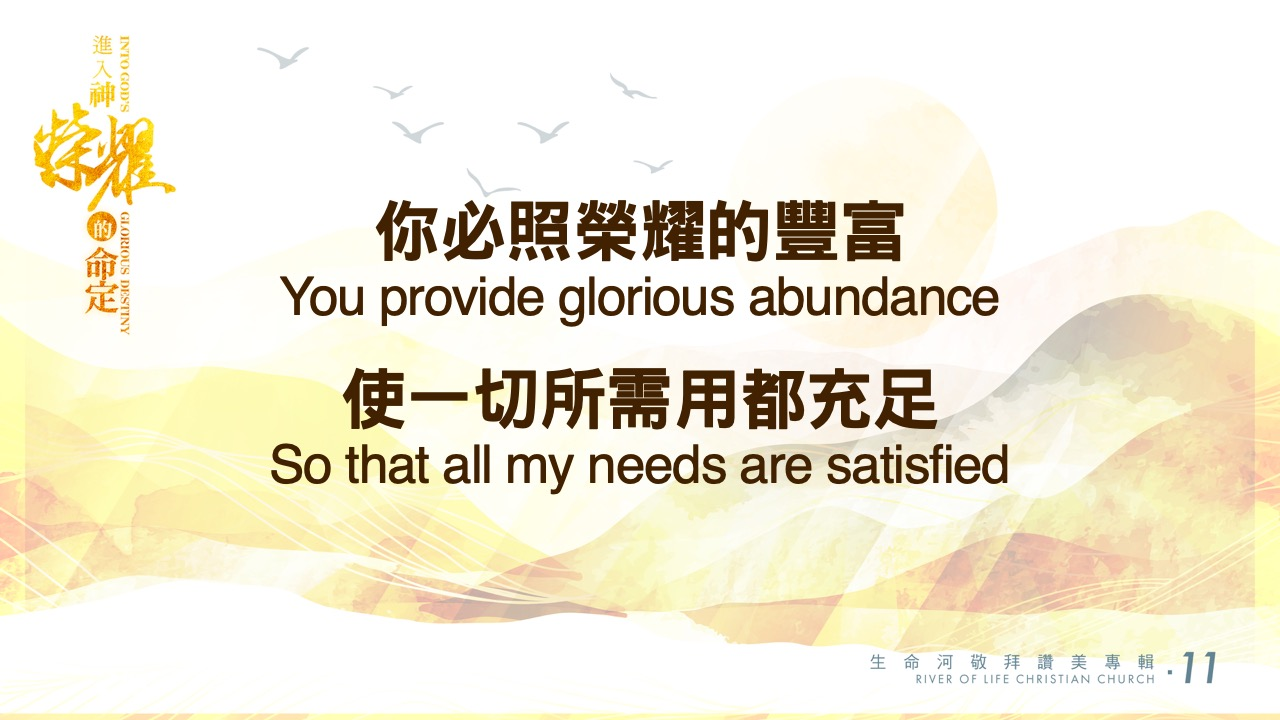 進入神
榮耀
的
命定
INTO GOD'S
GLORIOUS DESTINY
你必照榮耀的豐富
You provide glorious abundance
使一切所需用都充足
So that all my needs are satisfied
生命河敬拜讚美專輯
RIVER OF LIFE CHRISTIAN CHURCH
·11